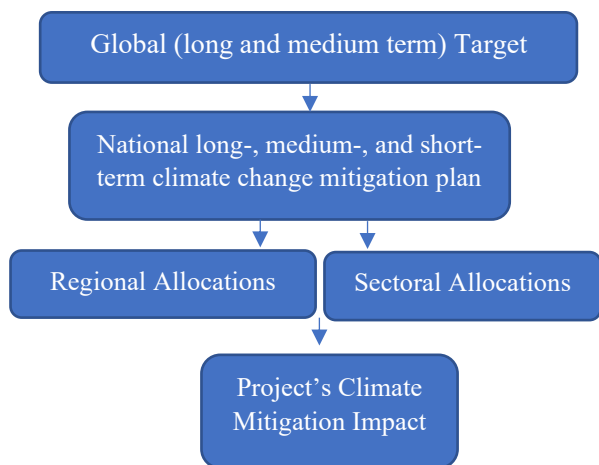 Global (long and medium term) Target
National long-, medium-, and short-
term climate change mitigation plan
Regional Allocations
Sectoral Allocations
Project’s Climate
Mitigation Impact